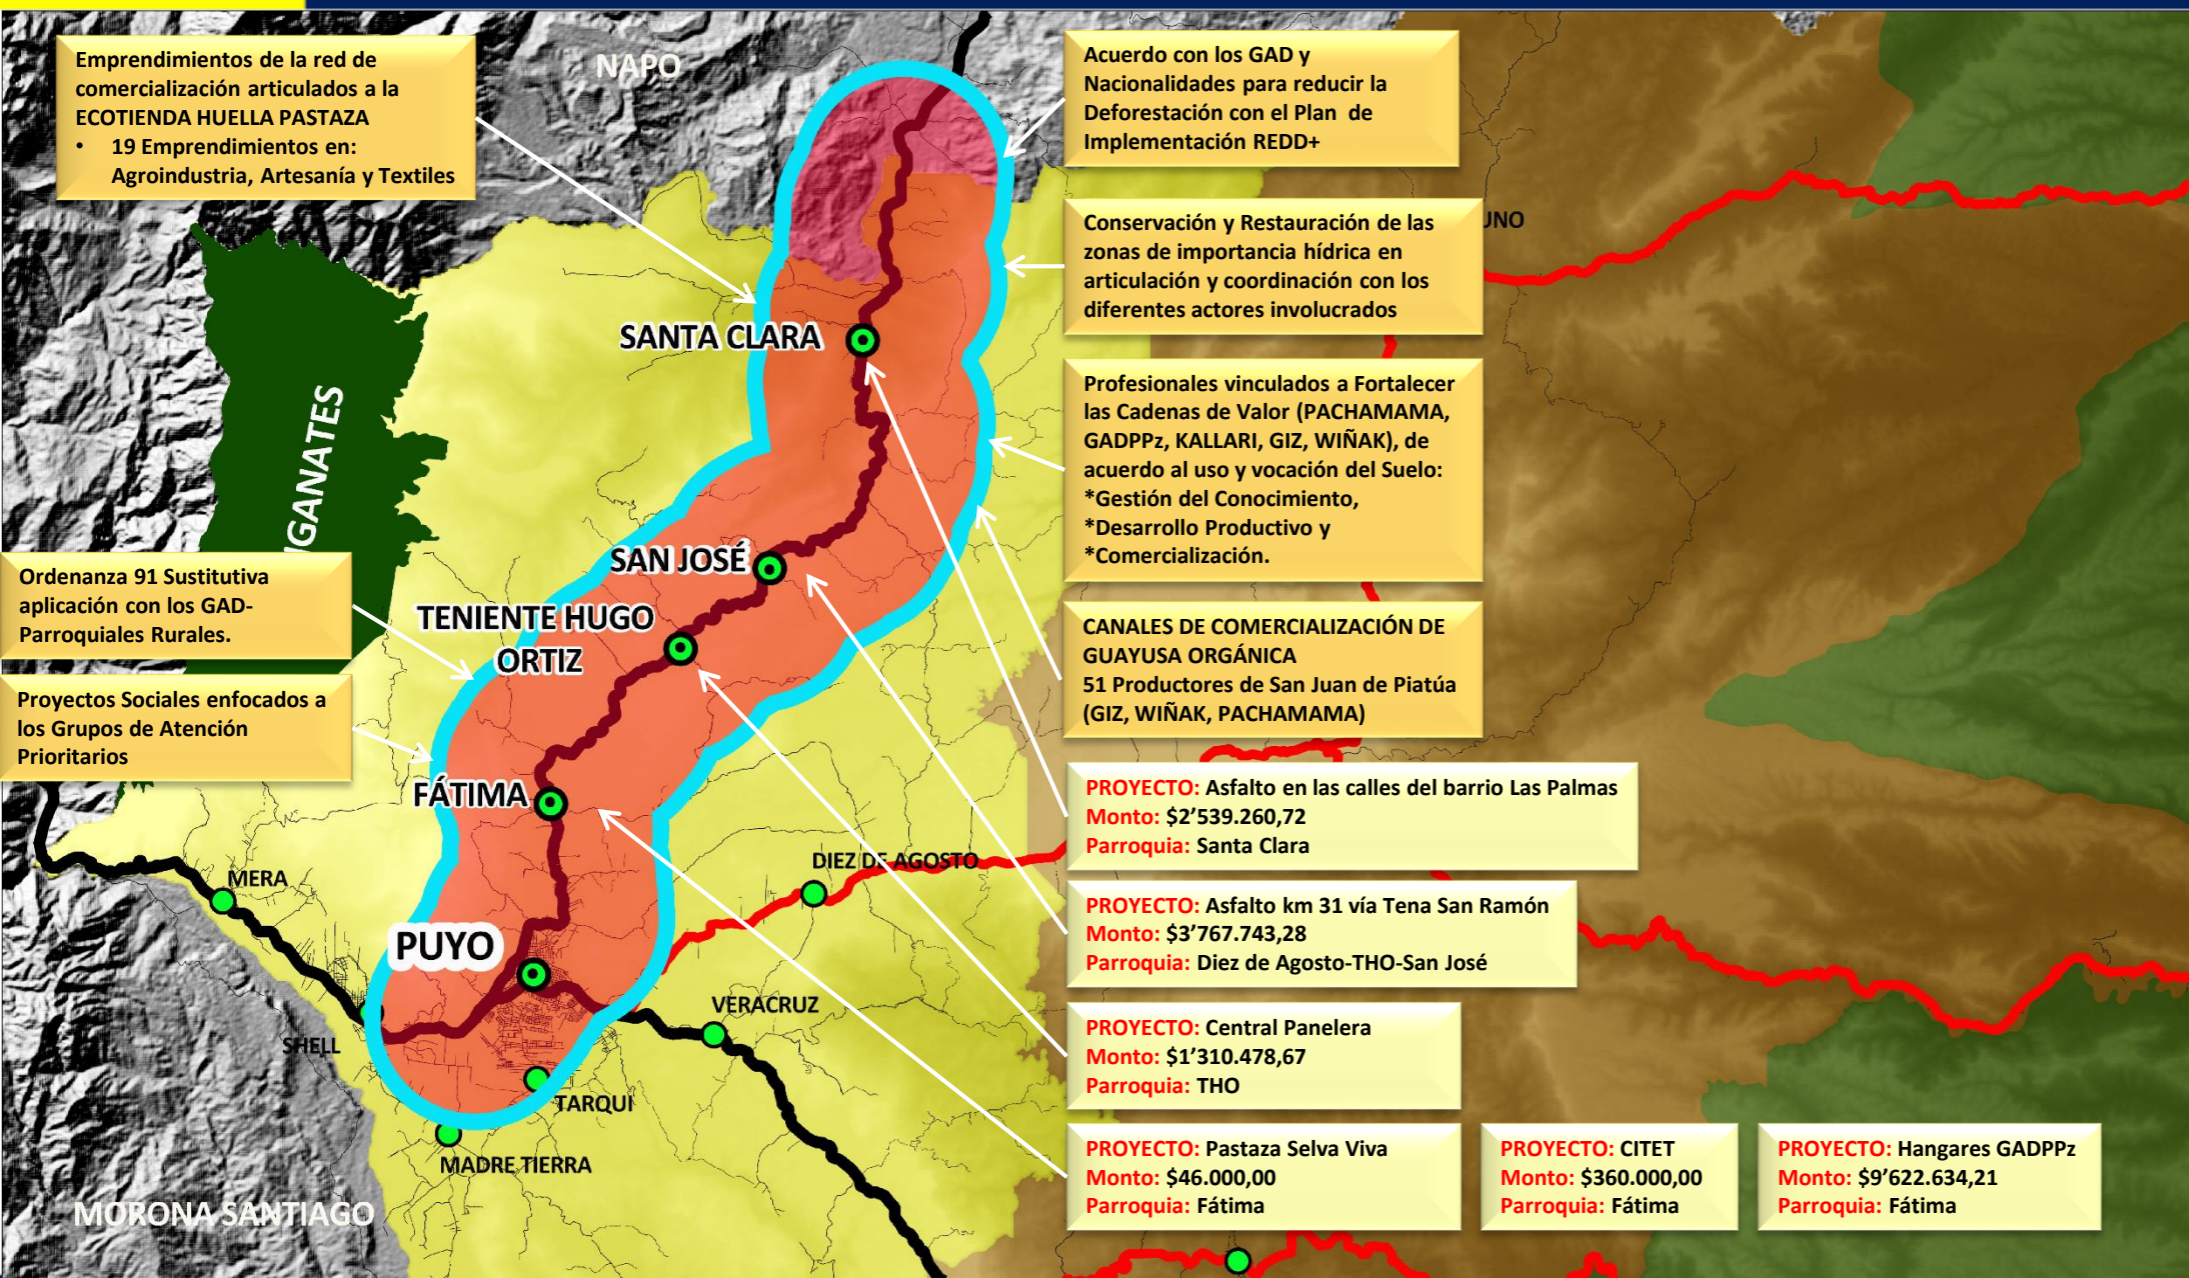 Emprendimientos de la red de
comercialización articulados a la
ECOTIENDA HUELLA PASTAZA
• 19 Emprendimientos en:
Agroindustria, Artesanía y Textiles
NAPO
Acuerdo con los GAD y
Nacionalidades para reducir la
Deforestación con el Plan de
Implementación REDD+
Conservación y Restauración de las
zonas de importancia hídrica en
articulación y coordinación con los
diferentes actores involucrados
UNO
SANTA CLARA
Profesionales vinculados a Fortalecer
las Cadenas de Valor (PACHAMAMA,
GADPPz, KALLARI, GIZ, WIÑAK), de
acuerdo al uso y vocación del Suelo:
*Gestión del Conocimiento,
*Desarrollo Productivo y
*Comercialización.
IGANATES
SAN JOSÉ
Ordenanza 91 Sustitutiva
aplicación con los GAD-
Parroquiales Rurales.
TENIENTE HUGO
ORTIZ
CANALES DE COMERCIALIZACIÓN DE
GUAYUSA ORGÁNICA
51 Productores de San Juan de Piatúa
(GIZ, WIÑAK, PACHAMAMA)
Proyectos Sociales enfocados a
los Grupos de Atención
Prioritarios
FÁTIMA
PROYECTO: Asfalto en las calles del barrio Las Palmas
Monto: $2’539.260,72
Parroquia: Santa Clara
DIEZ DE AGOSTO
MERA
PROYECTO: Asfalto km 31 vía Tena San Ramón
Monto: $3’767.743,28
Parroquia: Diez de Agosto-THO-San José
PUYO
VERACRUZ
SHELL
PROYECTO: Central Panelera
Monto: $1’310.478,67
Parroquia: THO
TARQUI
MADRE TIERRA
MORONA SANTIAGO
PROYECTO: Pastaza Selva Viva
Monto: $46.000,00
Parroquia: Fátima
PROYECTO: CITET
Monto: $360.000,00
Parroquia: Fátima
PROYECTO: Hangares GADPPz
Monto: $9’622.634,21
Parroquia: Fátima